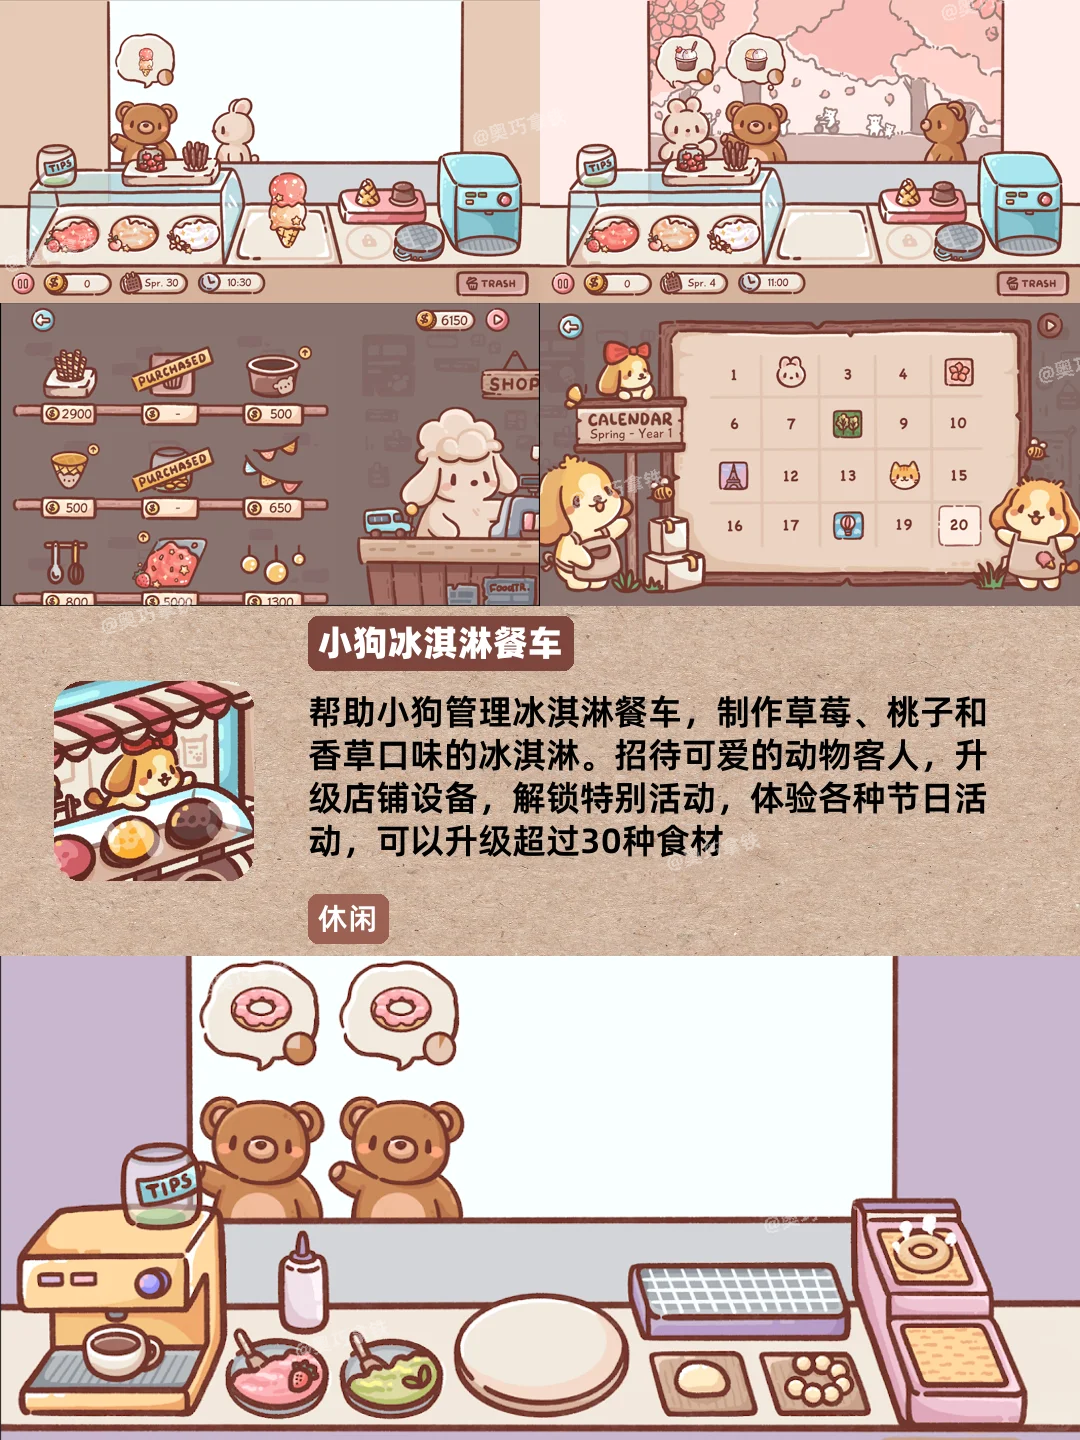 TIPS
0
Spr. 30
10:30
TRASH
TIPS
0
Spr. 4
11:00
TRASH
6150
PURCHASED
SHOP
2900
-
500
PURCHASED
500
-
650
800
5000
1300
FOODTR.
CALENDAR
Spring - Year 1
1
3
4
6
7
9
10
12
13
15
16
17
19
20
小狗冰淇淋餐车
帮助小狗管理冰淇淋餐车，制作草莓、桃子和
香草口味的冰淇淋。招待可爱的动物客人，升
级店铺设备，解锁特别活动，体验各种节日活
动，可以升级超过30种食材
休闲
TIPS
@奥巧拿铁